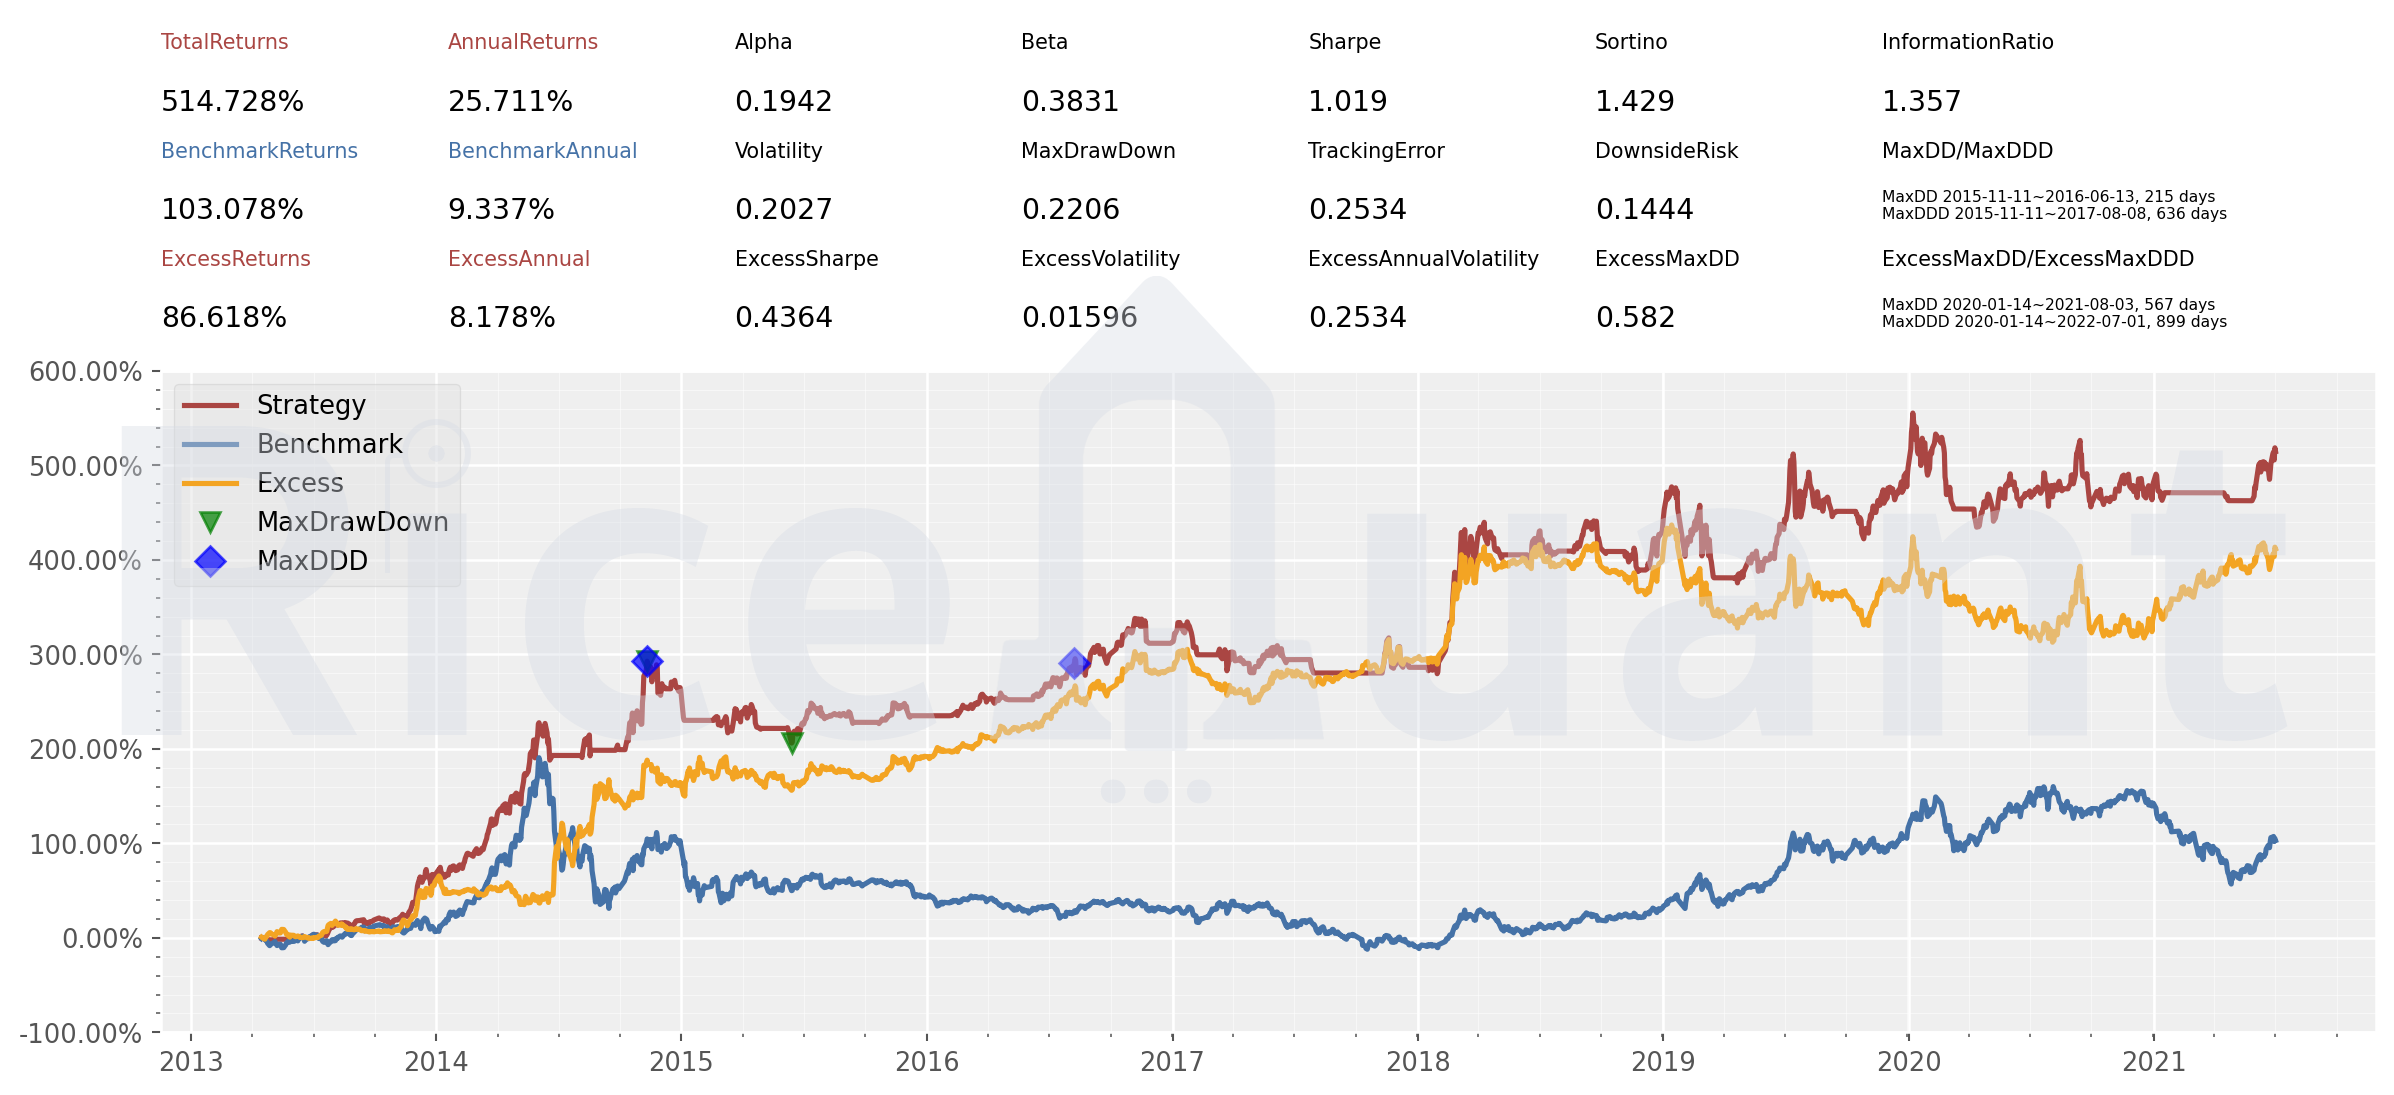 TotalReturns AnnualReturns Alpha Beta Sharpe Sortino InformationRatio
514.728% 25.711% 0.1942 0.3831 1.019 1.429 1.357
BenchmarkReturns BenchmarkAnnual Volatility MaxDrawDown TrackingError DownsideRisk MaxDD/MaxDDD
103.078% 9.337% 0.2027 0.2206 0.2534 0.1444 MaxDD 2015-11-11~2016-06-13, 215 days
MaxDDD 2015-11-11~2017-08-08, 636 days
ExcessReturns ExcessAnnual ExcessSharpe ExcessVolatility ExcessAnnualVolatility ExcessMaxDD ExcessMaxDD/ExcessMaxDDD
86.618% 8.178% 0.4364 0.01596 0.2534 0.582 MaxDD 2020-01-14~2021-08-03, 567 days
MaxDDD 2020-01-14~2022-07-01, 899 days
600.00%
500.00%
400.00%
300.00%
200.00%
100.00%
0.00%
-100.00%
Strategy
Benchmark
Excess
MaxDrawDown
MaxDDD
RiceQuant
2013 2014 2015 2016 2017 2018 2019 2020 2021